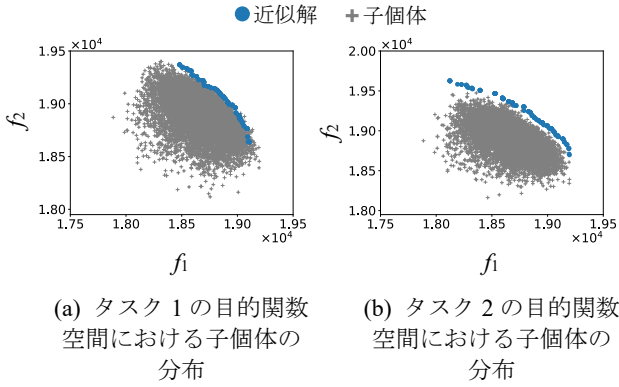 近似解 子個体
×10⁴ ×10⁴
1.95 2.00
1.90 1.95
f₂ f₂
1.90
1.85 1.85
1.80 1.80
1.75 1.80 1.85 1.90 1.95 1.75 1.80 1.85 1.90 1.95
×10⁴ ×10⁴
f₁ f₁
(a) タスク 1 の目的関数
空間における子個体の
分布
(b) タスク 2 の目的関数
空間における子個体の
分布